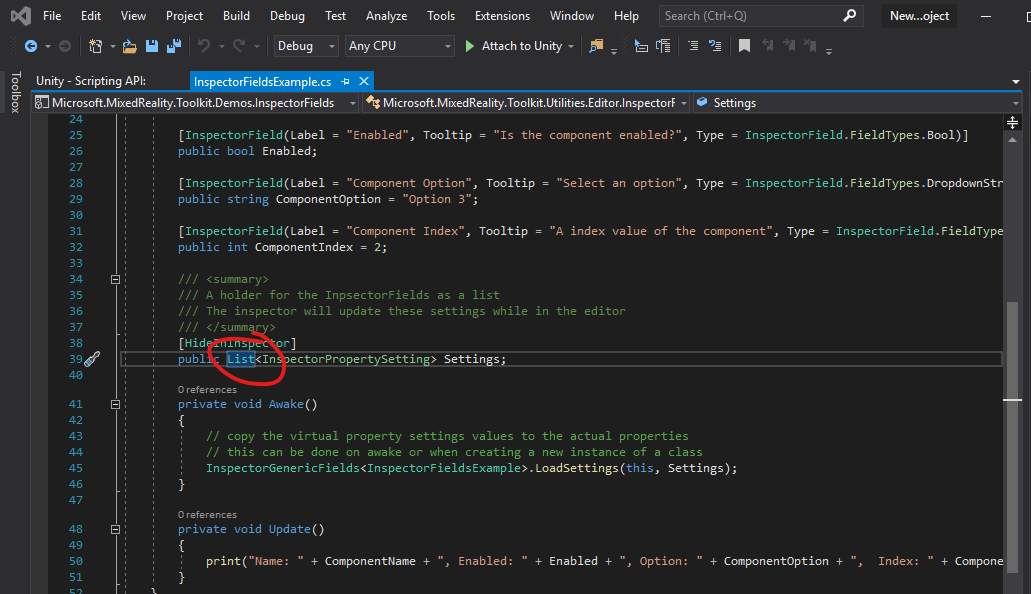 File Edit View Project Build Debug Test Analyze Tools Extensions Window Help Search (Ctrl+Q) New...oject
Debug Any CPU Attach to Unity
Toolbox
Unity - Scripting API: InspectorFieldsExample.cs
Microsoft.MixedReality.Toolkit.Demos.InspectorFields Microsoft.MixedReality.Toolkit.Utilities.Editor.InspectorF Settings
24
25 [InspectorField(Label = "Enabled", Tooltip = "Is the component enabled?", Type = InspectorField.FieldTypes.Bool)]
26 public bool Enabled;
27
28 [InspectorField(Label = "Component Option", Tooltip = "Select an option", Type = InspectorField.FieldTypes.DropdownStr
29 public string ComponentOption = "Option 3";
30
31 [InspectorField(Label = "Component Index", Tooltip = "A index value of the component", Type = InspectorField.FieldType
32 public int ComponentIndex = 2;
33
34 /// <summary>
35 /// A holder for the InpsectorFields as a list
36 /// The inspector will update these settings while in the editor
37 /// </summary>
38 [HideInInspector]
39 public List<InspectorPropertySetting> Settings;
40
0 references
41 private void Awake()
42 {
43 // copy the virtual property settings values to the actual properties
44 // this can be done on awake or when creating a new instance of a class
45 InspectorGenericFields<InspectorFieldsExample>.LoadSettings(this, Settings);
46 }
47
0 references
48 private void Update()
49 {
50 print("Name: " + ComponentName + ", Enabled: " + Enabled + ", Option: " + ComponentOption + ", Index: " + Compone
51 }
52 }